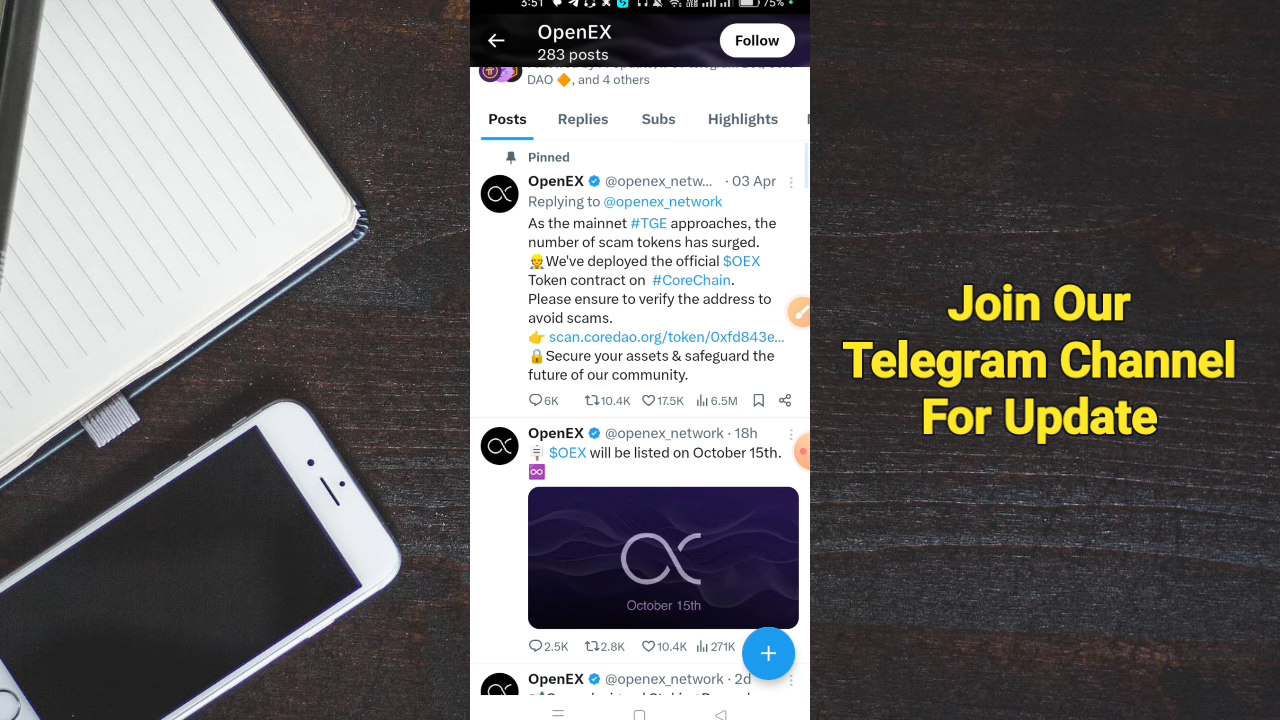 3:51
75%
OpenEX
283 posts
Follow
DAO 🔶, and 4 others
Posts Replies Subs Highlights
Pinned
OpenEX @openex_netw... · 03 Apr
Replying to @openex_network
As the mainnet #TGE approaches, the
number of scam tokens has surged.
👷We've deployed the official $OEX
Token contract on #CoreChain.
Please ensure to verify the address to
avoid scams.
👉 scan.coredao.org/token/0xfd843e...
🔒Secure your assets & safeguard the
future of our community.
6K 10.4K 17.5K 6.5M
OpenEX @openex_network · 18h
🪧 $OEX will be listed on October 15th.
♾️
October 15th
2.5K 2.8K 10.4K 271K
OpenEX @openex_network · 2d
Join Our
Telegram Channel
For Update